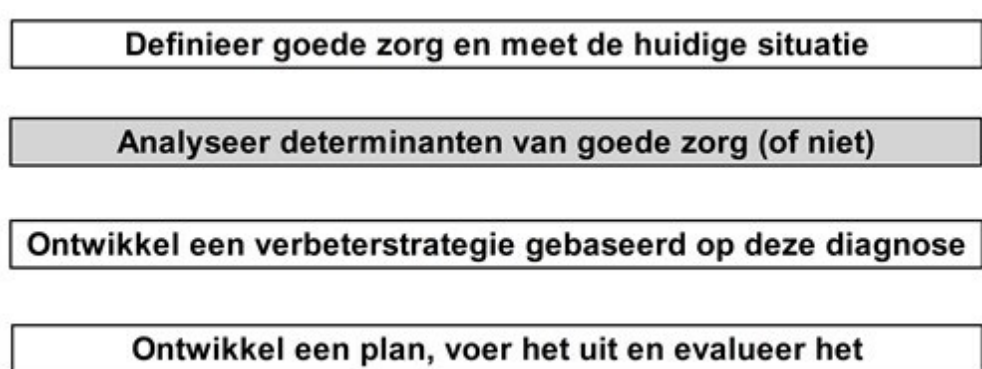 Definieer goede zorg en meet de huidige situatie
Analyseer determinanten van goede zorg (of niet)
Ontwikkel een verbeterstrategie gebaseerd op deze diagnose
Ontwikkel een plan, voer het uit en evalueer het